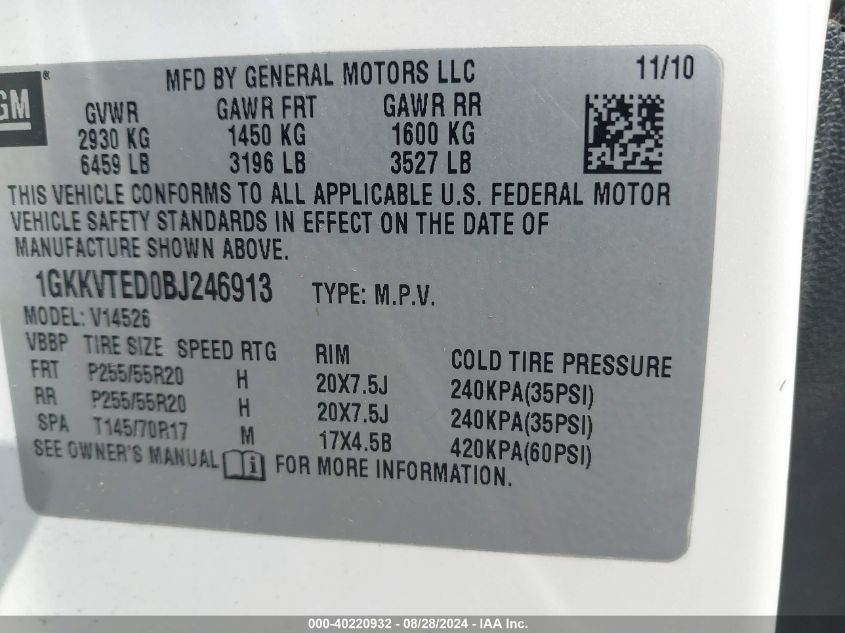 GM®
MFD BY GENERAL MOTORS LLC 11/10
GVWR GAWR FRT GAWR RR
2930 KG 1450 KG 1600 KG
6459 LB 3196 LB 3527 LB
THIS VEHICLE CONFORMS TO ALL APPLICABLE U.S. FEDERAL MOTOR
VEHICLE SAFETY STANDARDS IN EFFECT ON THE DATE OF
MANUFACTURE SHOWN ABOVE.
1GKKVTED0BJ246913 TYPE: M.P.V.
MODEL: V14526
VBBP TIRE SIZE SPEED RTG RIM COLD TIRE PRESSURE
FRT P255/55R20 H 20X7.5J 240KPA(35PSI)
RR P255/55R20 H 20X7.5J 240KPA(35PSI)
SPA T145/70R17 M 17X4.5B 420KPA(60PSI)
SEE OWNER'S MANUAL FOR MORE INFORMATION.
000-40220932 - 08/28/2024 - IAA Inc.